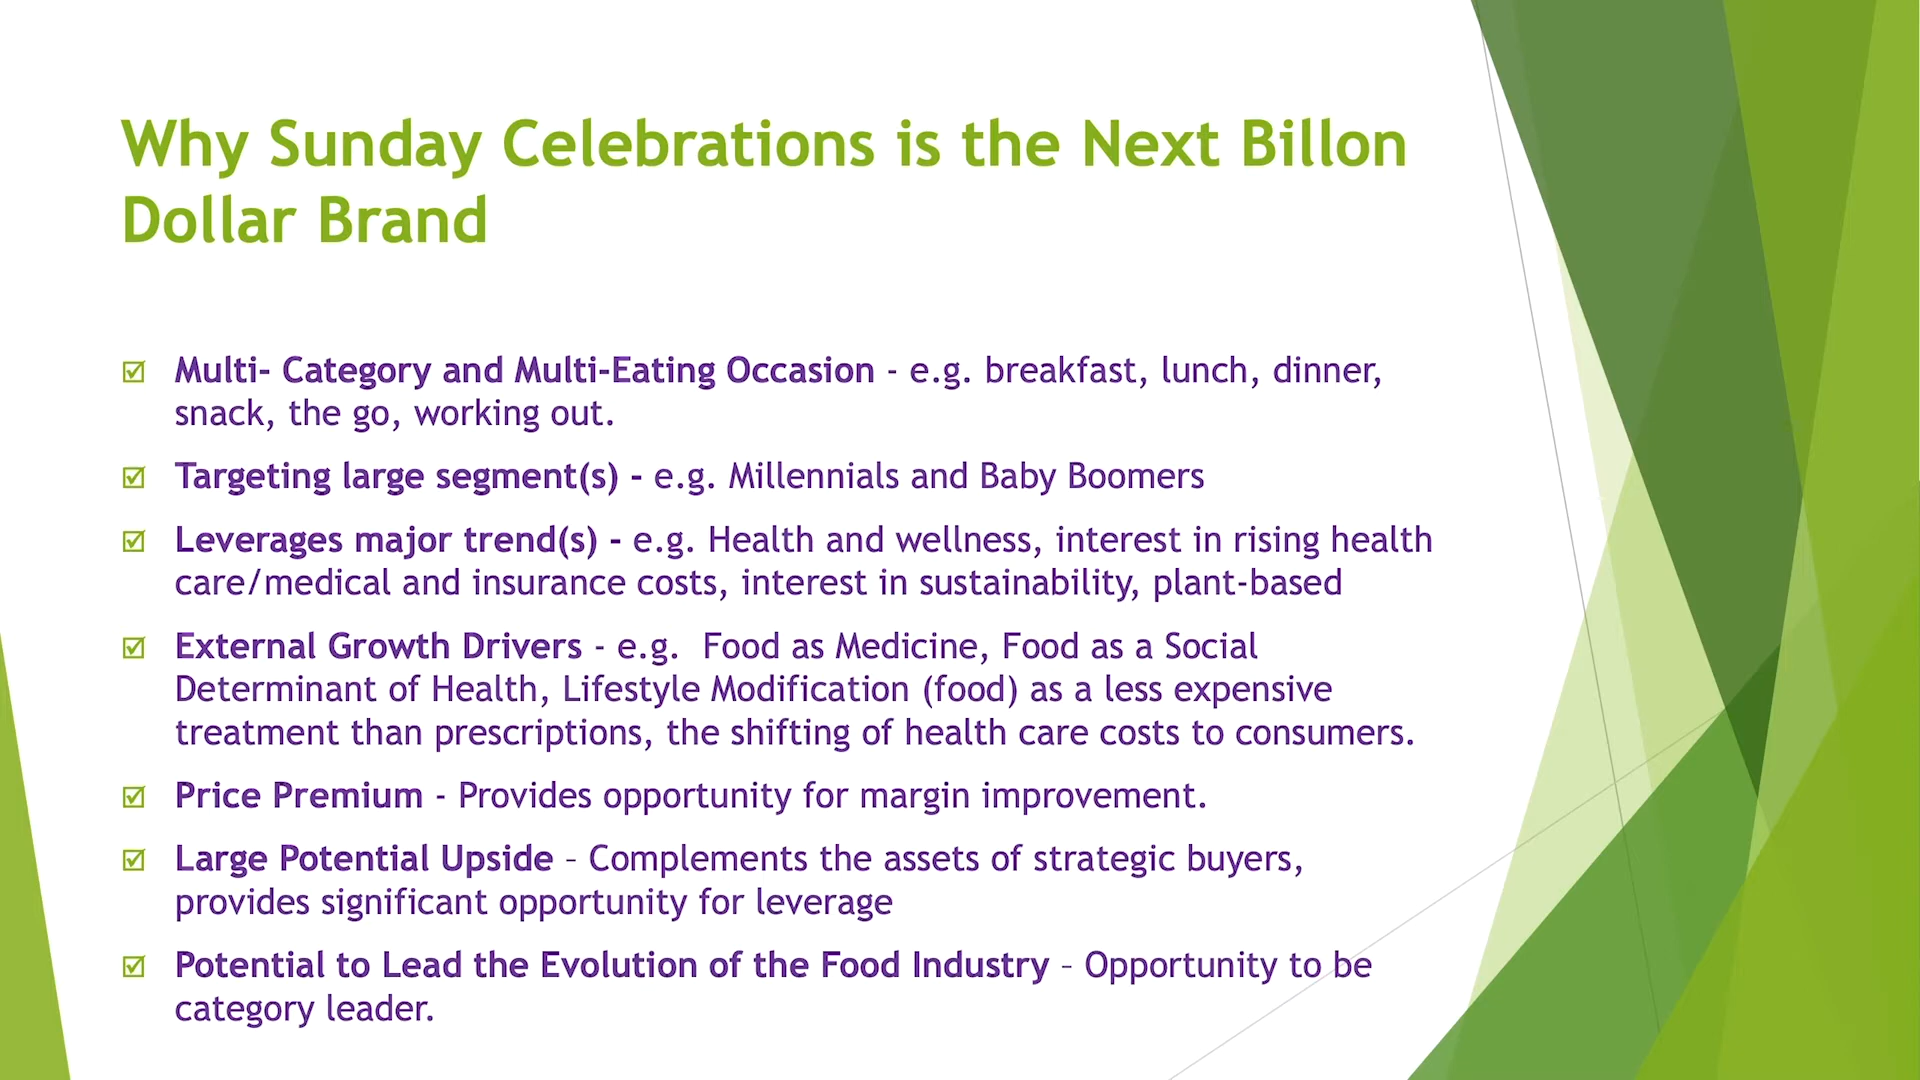 Why Sunday Celebrations is the Next Billon
Dollar Brand
Multi- Category and Multi-Eating Occasion - e.g. breakfast, lunch, dinner,
snack, the go, working out.
Targeting large segment(s) - e.g. Millennials and Baby Boomers
Leverages major trend(s) - e.g. Health and wellness, interest in rising health
care/medical and insurance costs, interest in sustainability, plant-based
External Growth Drivers - e.g.  Food as Medicine, Food as a Social
Determinant of Health, Lifestyle Modification (food) as a less expensive
treatment than prescriptions, the shifting of health care costs to consumers.
Price Premium - Provides opportunity for margin improvement.
Large Potential Upside – Complements the assets of strategic buyers,
provides significant opportunity for leverage
Potential to Lead the Evolution of the Food Industry – Opportunity to be
category leader.